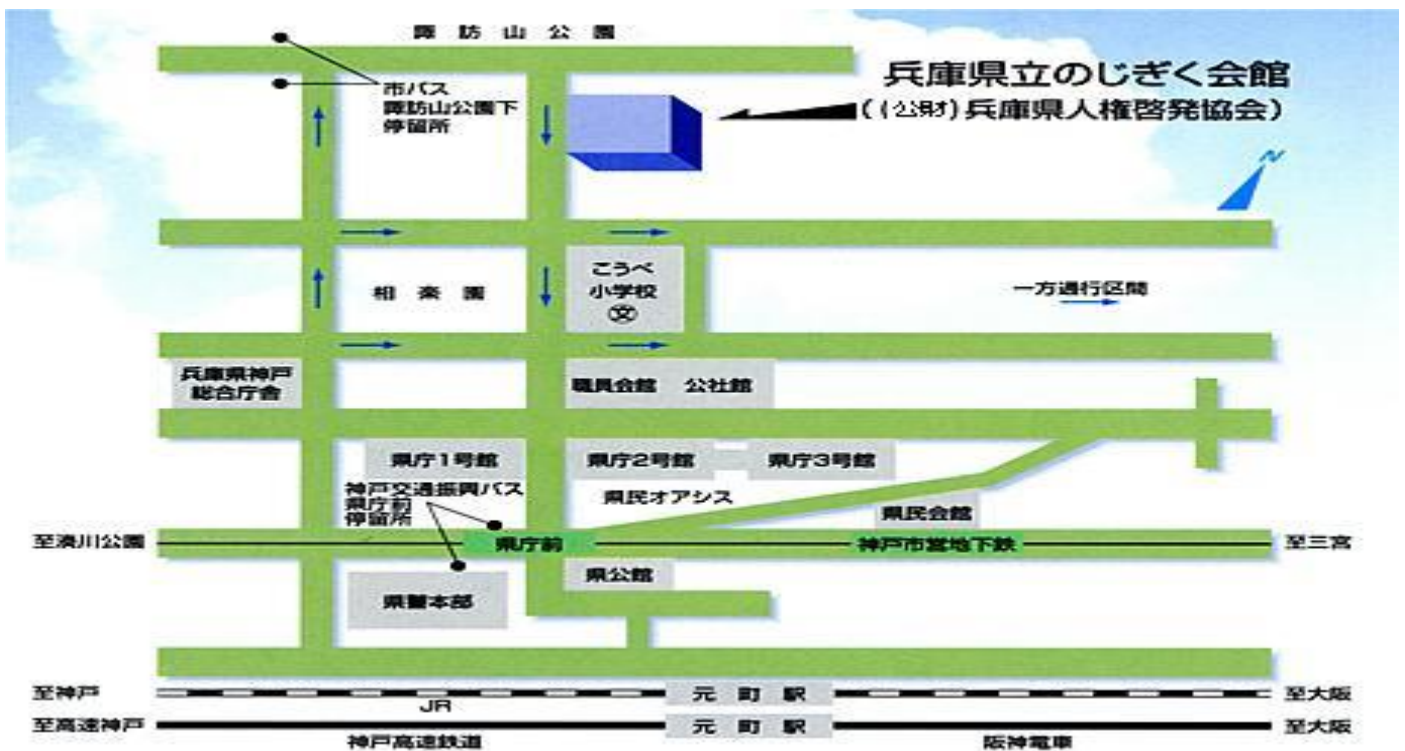 諏訪山公園
兵庫県立のじぎく会館
((公財)兵庫県人権啓発協会)
市バス
諏訪山公園下
停留所
N
こうべ
小学校
文
相楽園
一方通行区間
兵庫県神戸
総合庁舎
職員会館 公社館
県庁1号館
県庁2号館
県庁3号館
神戸交通振興バス
県庁前
停留所
県民オアシス
県民会館
至湊川公園
県庁前
神戸市営地下鉄
至三宮
県公館
県警本部
至神戸
元町駅
至大阪
JR
至高速神戸
元町駅
至大阪
神戸高速鉄道
阪神電車